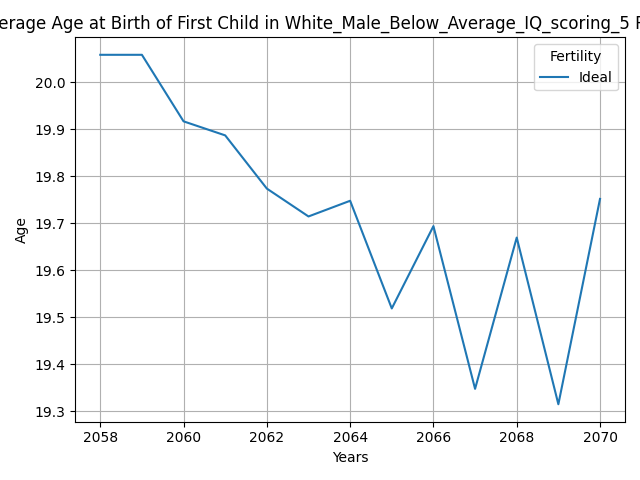 erage Age at Birth of First Child in White_Male_Below_Average_IQ_scoring_5
Fertility
Ideal
Age
20.0
19.9
19.8
19.7
19.6
19.5
19.4
19.3
2058 2060 2062 2064 2066 2068 2070
Years